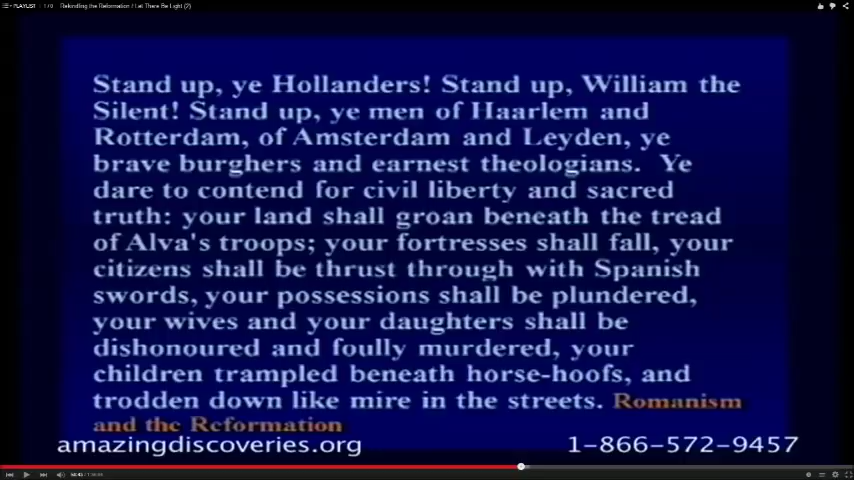 PLAYLIST
Rekindling the Reformation / Let There Be Light (2)
Stand up, ye Hollanders! Stand up, William the
Silent! Stand up, ye men of Haarlem and
Rotterdam, of Amsterdam and Leyden, ye
brave burghers and earnest theologians. Ye
dare to contend for civil liberty and sacred
truth: your land shall groan beneath the tread
of Alva's troops; your fortresses shall fall, your
citizens shall be thrust through with Spanish
swords, your possessions shall be plundered,
your wives and your daughters shall be
dishonoured and foully murdered, your
children trampled beneath horse-hoofs, and
trodden down like mire in the streets. Romanism
and the Reformation
amazingdiscoveries.org 1-866-572-9457